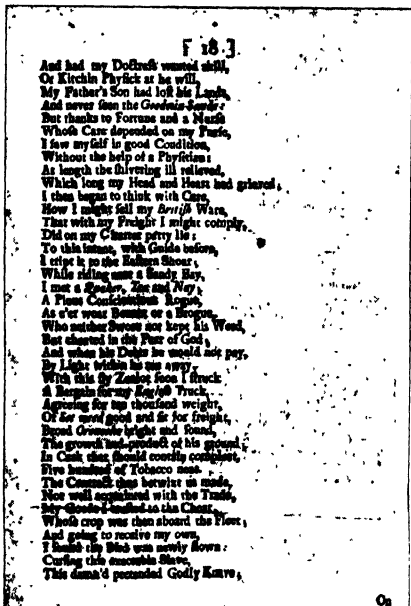 [ 18 ]
And had my Doctress wanted skill,
Or Kitchin Physick at he will,
My Father's Son had lost his Lands,
And never seen the Goodwin-Sands:
But thanks to Fortune and a Nurse
Whose Care depended on my Purse,
I saw myself in good Condition,
Without the help of a Physitian:
At length the shivering ill relieved,
Which long my Head and Heart had grieved;
I then began to think with Care,
How I might sell my British Ware,
That with my Freight I might comply,
Did on my Charter party lie:
To this intent, with Guide before,
I tript it to the Eastern Shoar;
While riding near a Sandy Bay,
I met a Quaker, Yea and Nay;
A Pious Conscientious Rogue,
As e'er woar Bonnet or a Brogue,
Who neither Swore nor kept his Word,
But cheated in the Fear of God;
And when his Debts he would not pay,
By Light within he ran away.
With this sly Zealot soon I struck
A Bargain for my English Truck,
Agreeing for ten thousand weight,
Of Sot weed good and fit for freight,
Broad Oronooko bright and sound,
The growth and product of his ground;
In Cask that should contain compleat,
Five hundred of Tobacco neat.
The Contract thus betwixt us made,
Not well acquainted with the Trade,
My Goods I trusted to the Cheat,
Whose crop was then aboard the Fleet;
And going to receive my own,
I found the Bird was newly flown:
Cursing this execrable Slave,
This damn'd pretended Godly Knave;
On